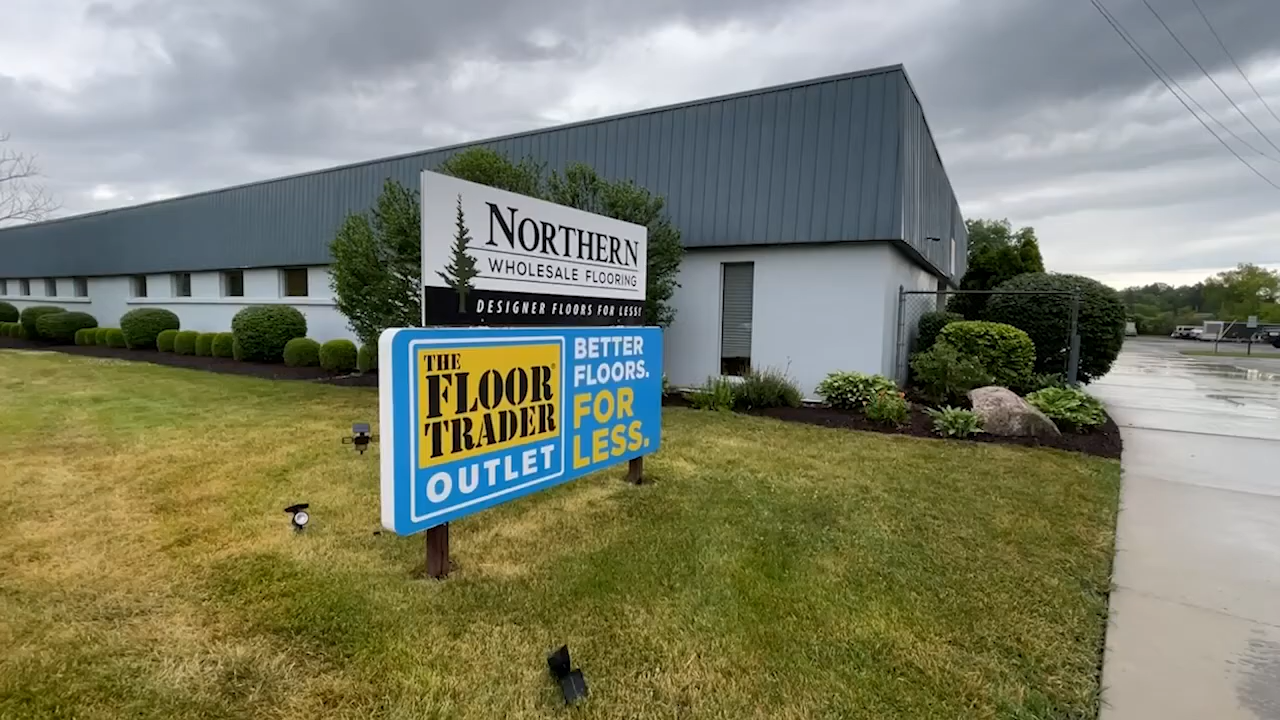 NORTHERN
WHOLESALE FLOORING
DESIGNER FLOORS FOR LESS!
THE
FLOOR®
TRADER
OUTLET
BETTER
FLOORS.
FOR
LESS.